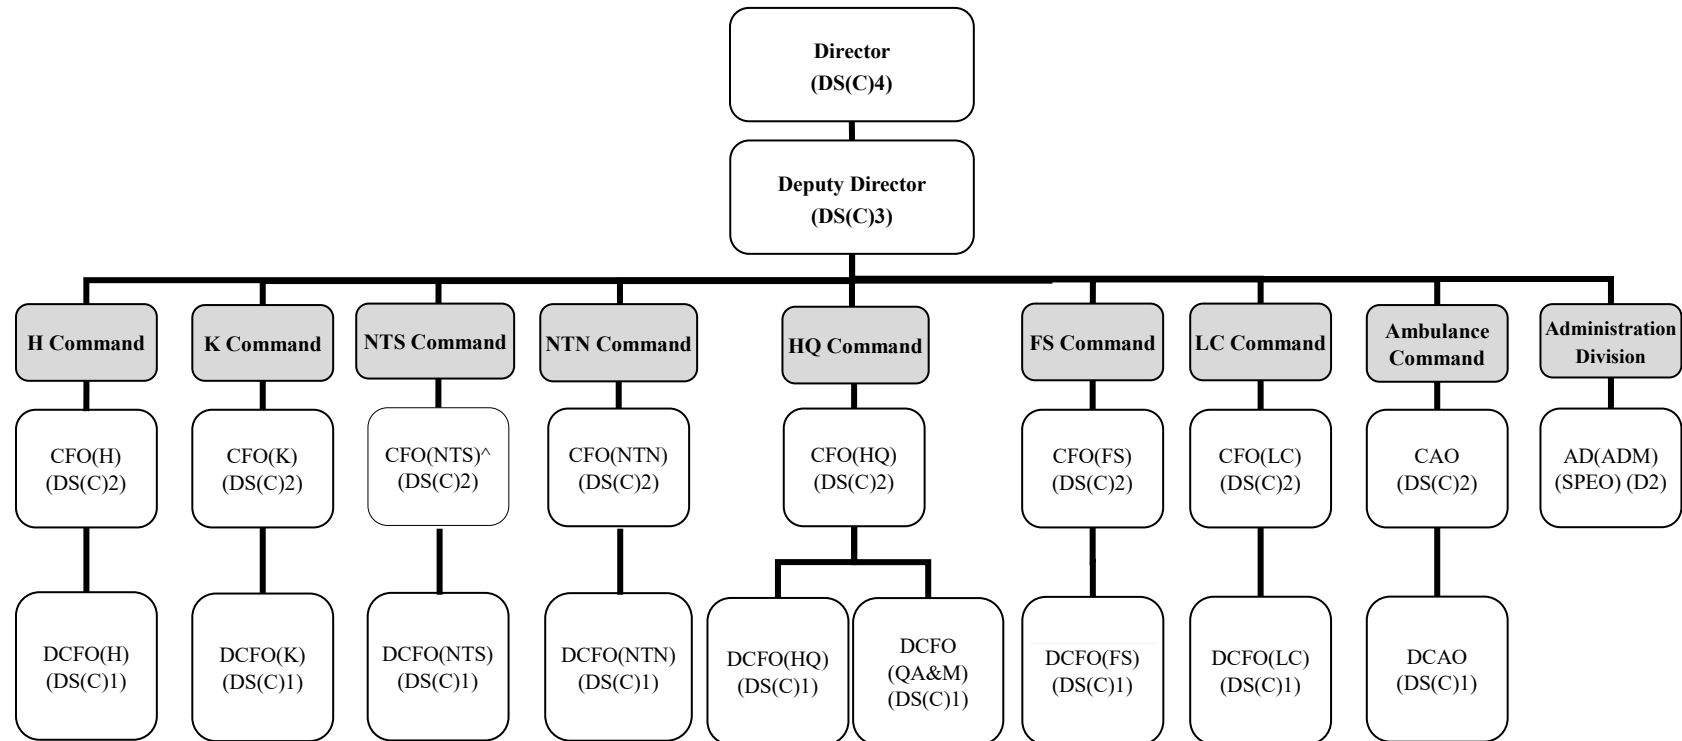 Director
(DS(C)4)
Deputy Director
(DS(C)3)
H Command
K Command
NTS Command
NTN Command
HQ Command
FS Command
LC Command
Ambulance
Command
Administration
Division
CFO(H)
(DS(C)2)
CFO(K)
(DS(C)2)
CFO(NTS)^
(DS(C)2)
CFO(NTN)
(DS(C)2)
CFO(HQ)
(DS(C)2)
CFO(FS)
(DS(C)2)
CFO(LC)
(DS(C)2)
CAO
(DS(C)2)
AD(ADM)
(SPEO) (D2)
DCFO(H)
(DS(C)1)
DCFO(K)
(DS(C)1)
DCFO(NTS)
(DS(C)1)
DCFO(NTN)
(DS(C)1)
DCFO(HQ)
(DS(C)1)
DCFO
(QA&M)
(DS(C)1)
DCFO(FS)
(DS(C)1)
DCFO(LC)
(DS(C)1)
DCAO
(DS(C)1)